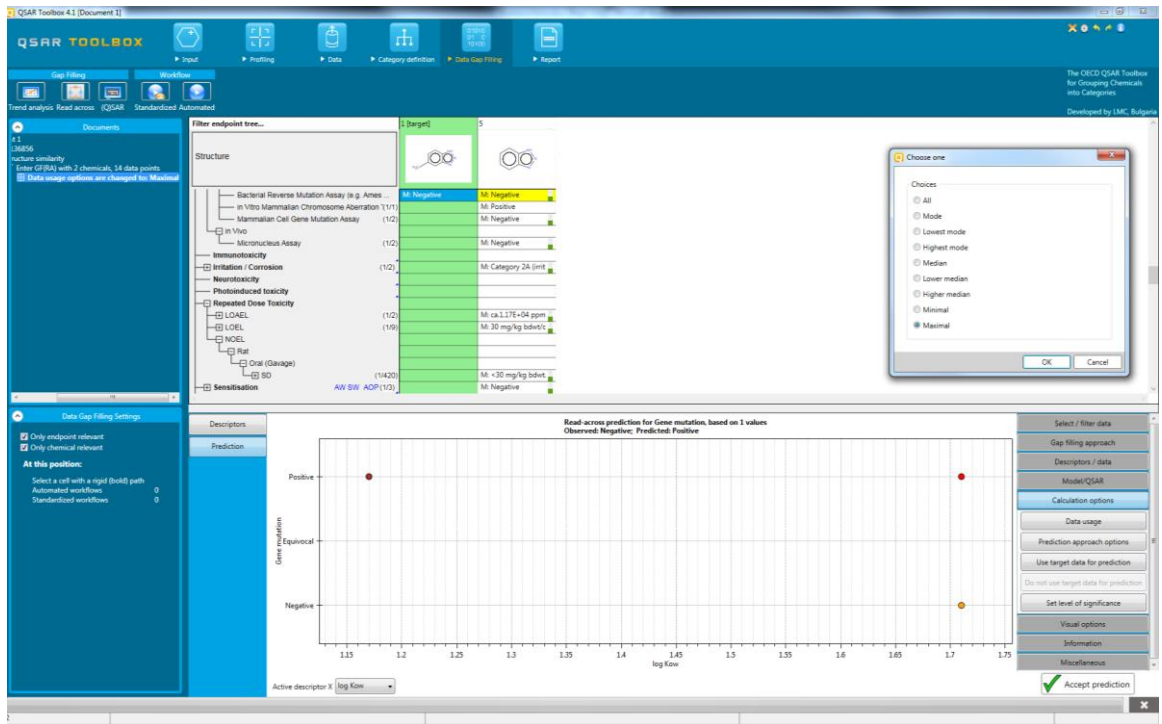 QSAR Toolbox 4.1 [Document 1]
QSAR TOOLBOX
01010
01 0
10100
Input
Profiling
Data
Category definition
Data Gap Filling
Report
Gap Filling
Workflow
Trend analysis Read across (Q)SAR Standardized Automated
The OECD QSAR Toolbox
for Grouping Chemicals
into Categories
Developed by LMC, Bulgaria
Documents
t 1
:36856
ructure similarity
Enter GF(RA) with 2 chemicals, 14 data points
Data usage options are changed to: Maximal
Filter endpoint tree...
1 [target]
5
Structure
Bacterial Reverse Mutation Assay (e.g. Ames ... M: Negative M: Negative
in Vitro Mammalian Chromosome Aberration T(1/1) M: Positive
Mammalian Cell Gene Mutation Assay (1/2) M: Negative
in Vivo
Micronucleus Assay (1/2) M: Negative
Immunotoxicity
Irritation / Corrosion (1/2) M: Category 2A (irrit
Neurotoxicity
Photoinduced toxicity
Repeated Dose Toxicity
LOAEL (1/2) M: ca.1.17E+04 ppm
LOEL (1/9) M: 30 mg/kg bdwt/c
NOEL
Rat
Oral (Gavage)
SD (1/420) M: <30 mg/kg bdwt.
Sensitisation AW SW AOP (1/3) M: Negative
Choose one
Choices
All
Mode
Lowest mode
Highest mode
Median
Lower median
Higher median
Minimal
Maximal
OK Cancel
Data Gap Filling Settings
Only endpoint relevant
Only chemical relevant
At this position:
Select a cell with a rigid (bold) path
Automated workflows 0
Standardized workflows 0
Descriptors
Prediction
Read-across prediction for Gene mutation, based on 1 values
Observed: Negative; Predicted: Positive
Gene mutation
Positive
Equivocal
Negative
1.15 1.2 1.25 1.3 1.35 1.4 1.45 1.5 1.55 1.6 1.65 1.7 1.75
log Kow
Active descriptor X log Kow
Select / filter data
Gap filling approach
Descriptors / data
Model/QSAR
Calculation options
Data usage
Prediction approach options
Use target data for prediction
Do not use target data for prediction
Set level of significance
Visual options
Information
Miscellaneous
Accept prediction